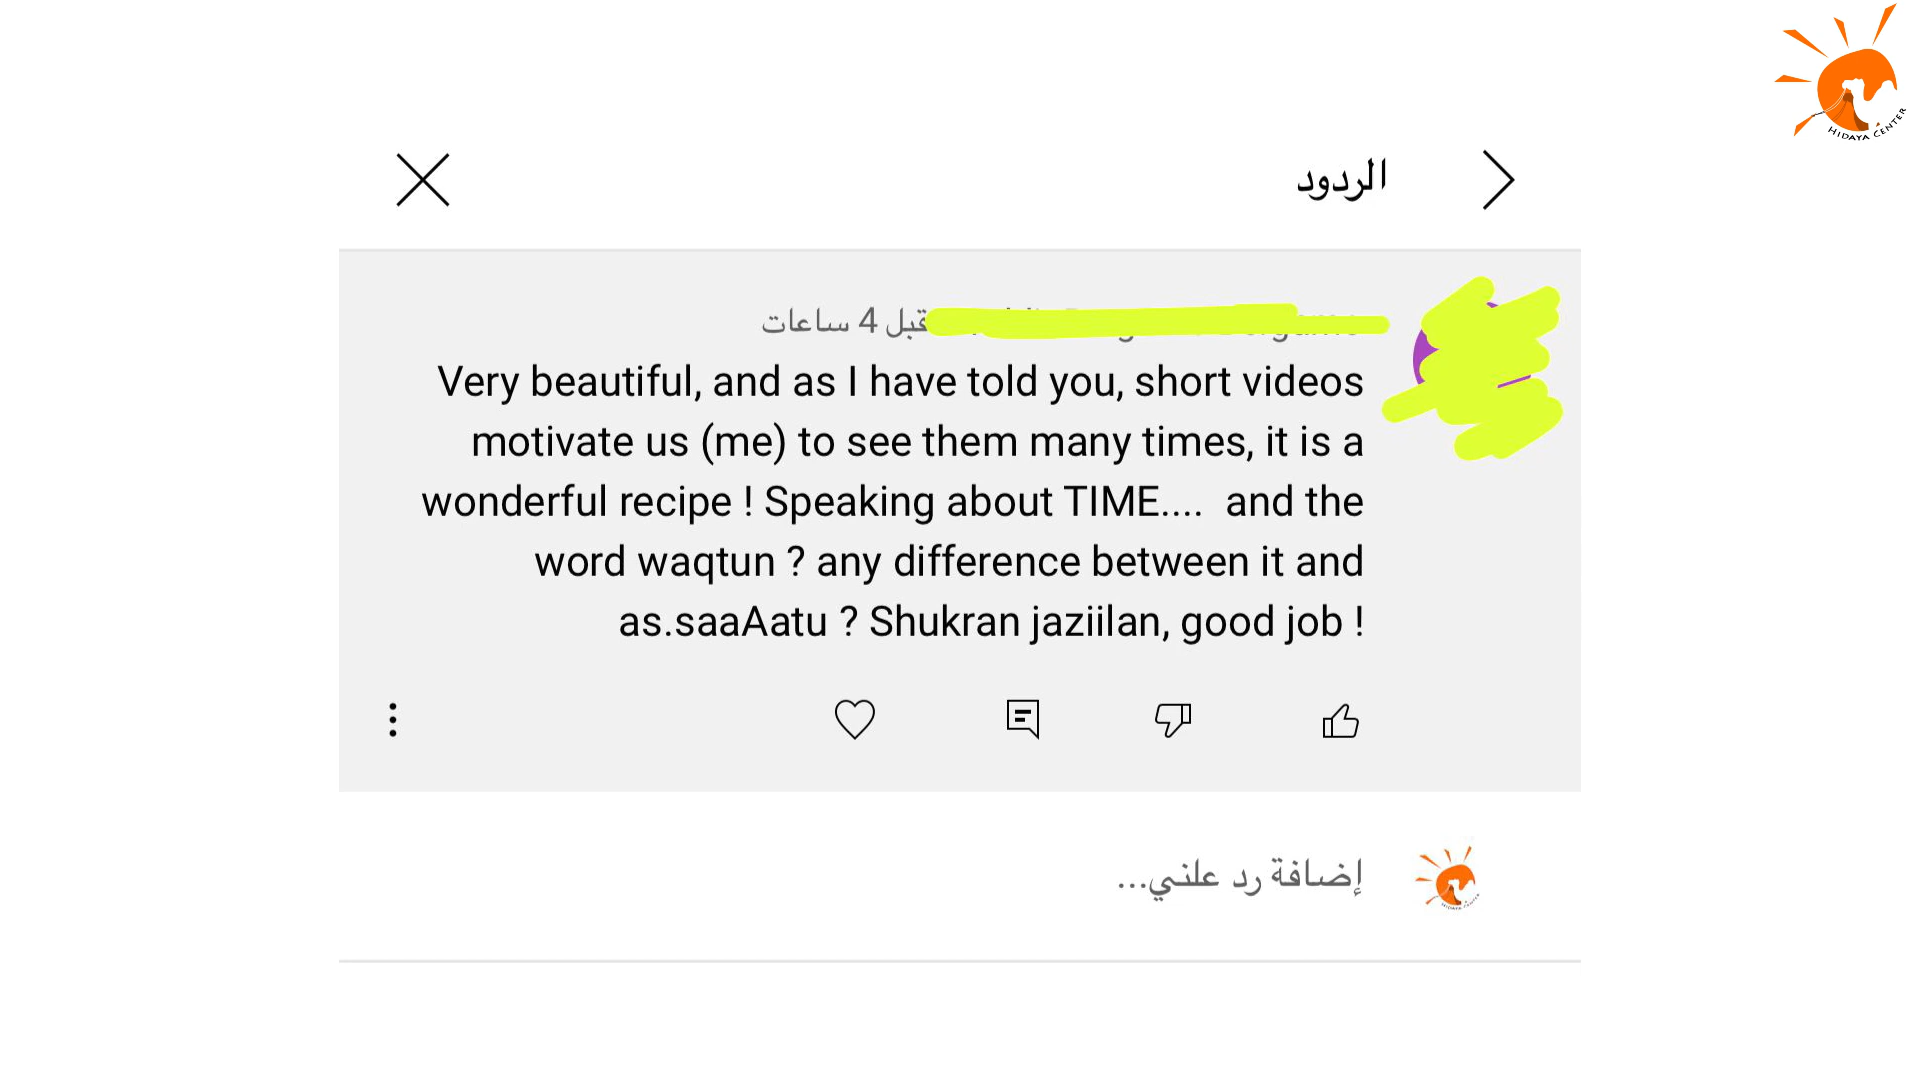 HIDAYA CENTER
الردود
قبل 4 ساعات
Very beautiful, and as I have told you, short videos
motivate us (me) to see them many times, it is a
wonderful recipe ! Speaking about TIME....  and the
word waqtun ? any difference between it and
as.saaAatu ? Shukran jaziilan, good job !
إضافة رد علني...